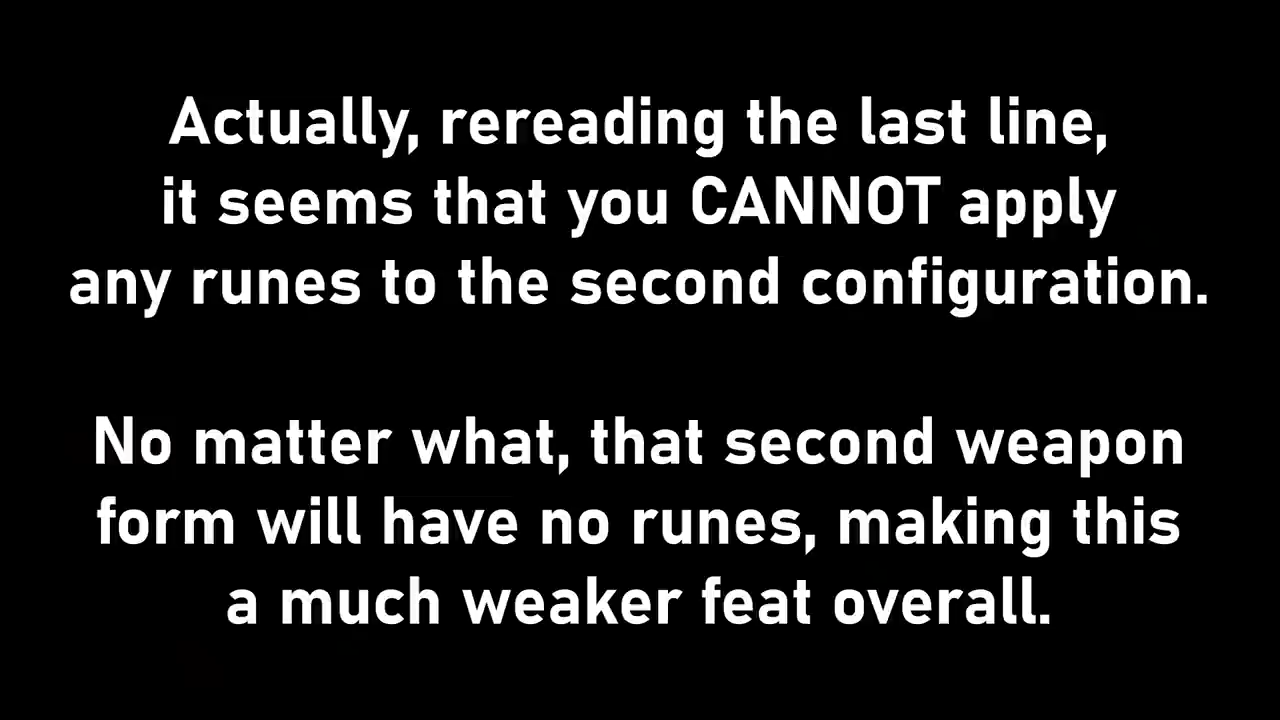 Actually, rereading the last line,
it seems that you CANNOT apply
any runes to the second configuration.
No matter what, that second weapon
form will have no runes, making this
a much weaker feat overall.